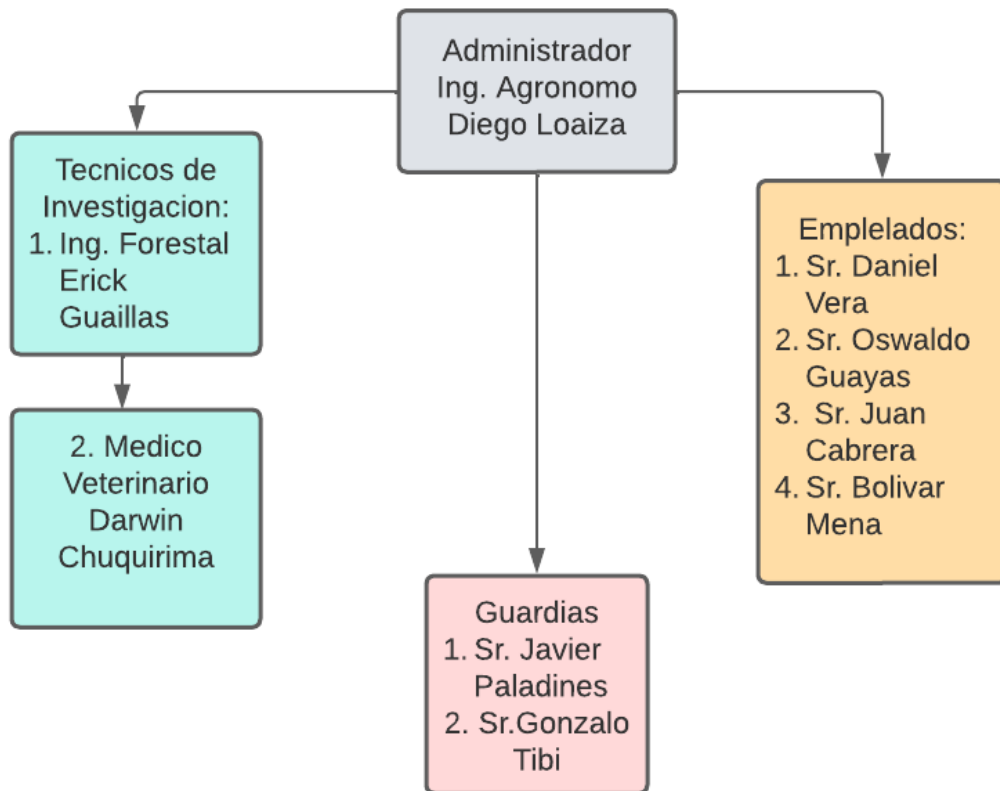 Administrador
Ing. Agronomo
Diego Loaiza
Tecnicos de
Investigacion:
1. Ing. Forestal
Erick
Guaillas
2. Medico
Veterinario
Darwin
Chuquirima
Guardias
1. Sr. Javier
Paladines
2. Sr.Gonzalo
Tibi
Emplelados:
1. Sr. Daniel
Vera
2. Sr. Oswaldo
Guayas
3. Sr. Juan
Cabrera
4. Sr. Bolivar
Mena